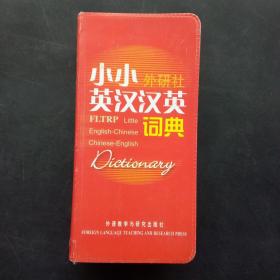 小小外研社
英汉汉英
FLTRP Little 词典
English-Chinese
Chinese-English
Dictionary
外语教学与研究出版社
FOREIGN LANGUAGE TEACHING AND RESEARCH PRESS